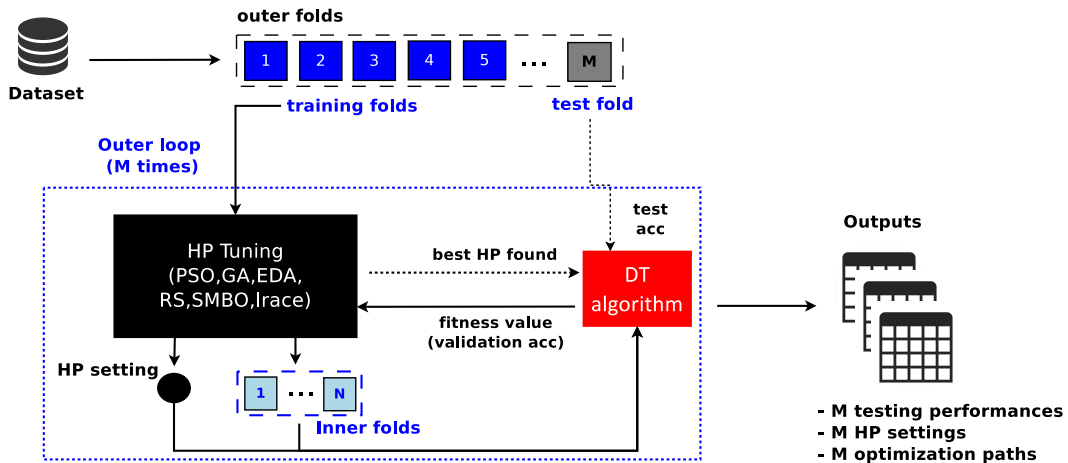 outer folds
1 2 3 4 5 ... M
Dataset
training folds
test fold
Outer loop
(M times)
HP Tuning
(PSO,GA,EDA,
RS,SMBO,Irace)
best HP found
test
acc
DT
algorithm
fitness value
(validation acc)
HP setting
1 ... N
Inner folds
Outputs
- M testing performances
- M HP settings
- M optimization paths